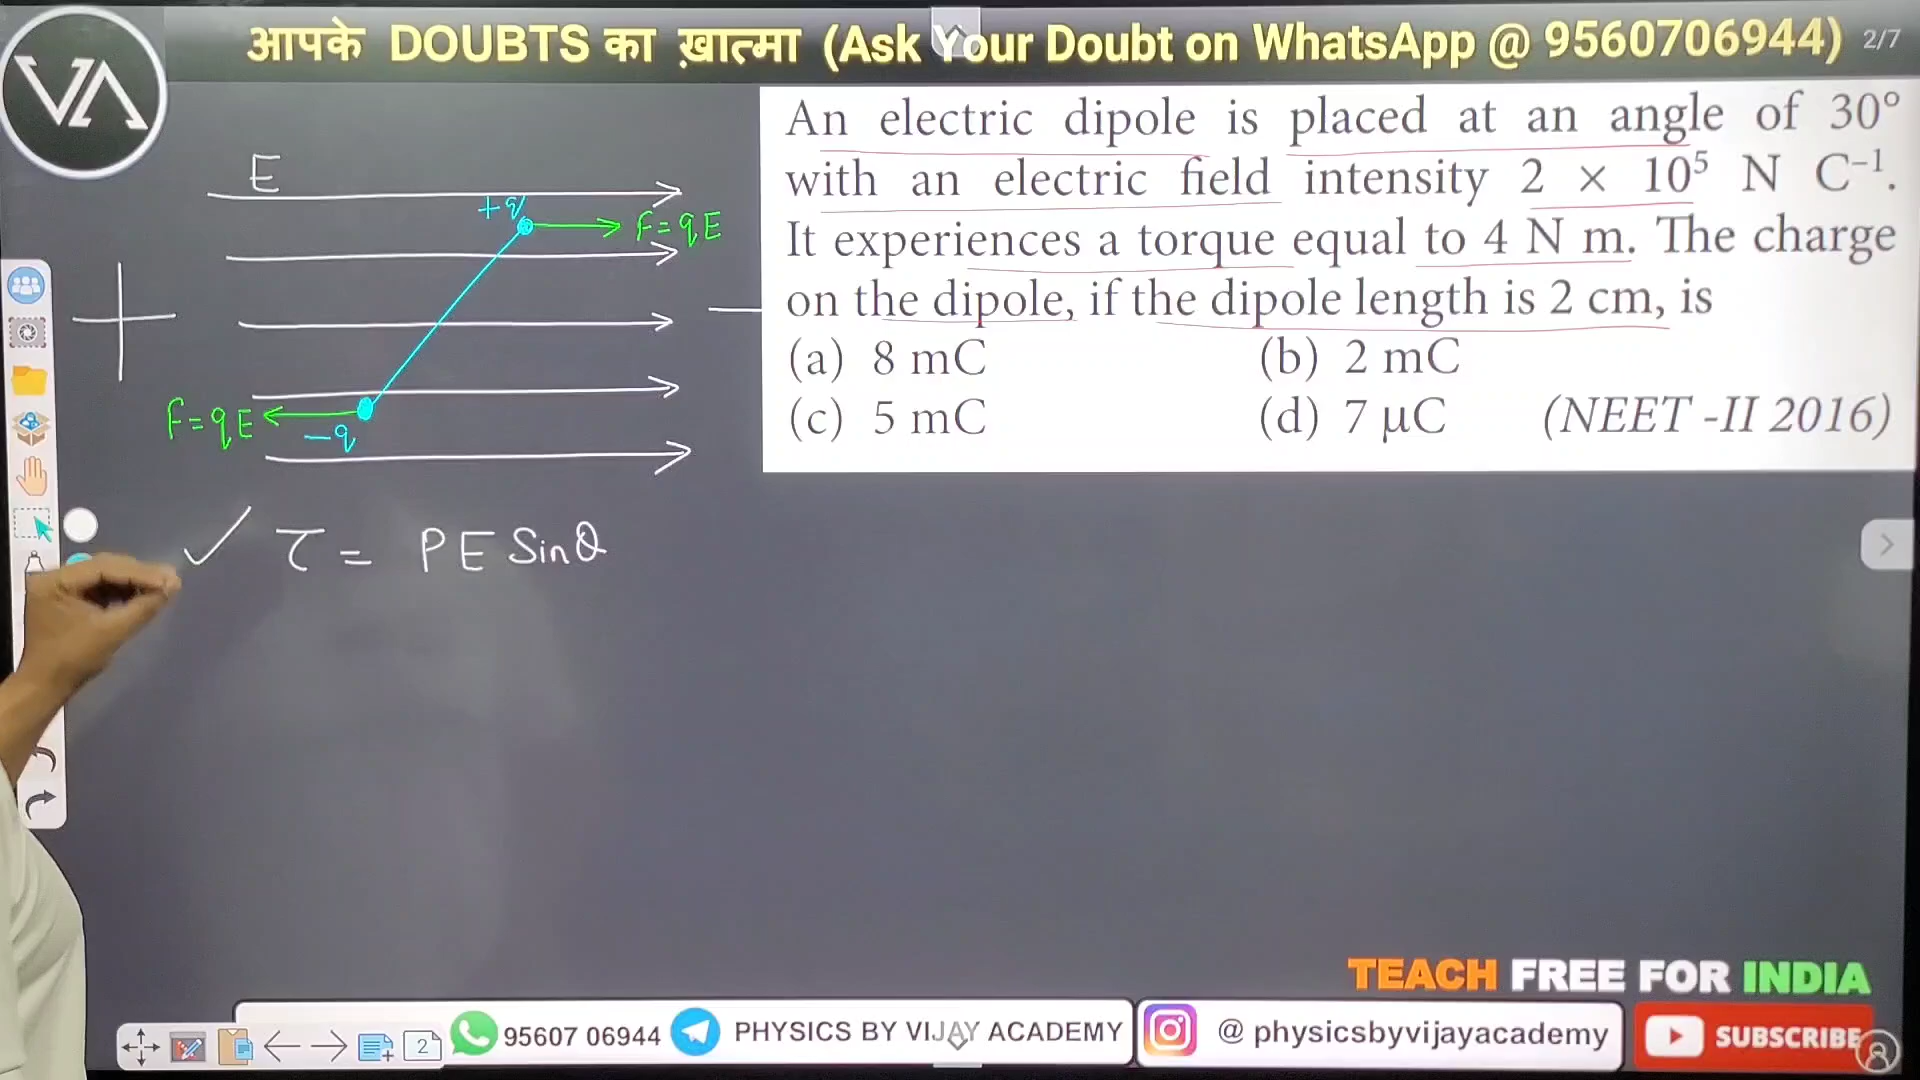 आपके DOUBTS का ख़ात्मा (Ask Your Doubt on WhatsApp @ 9560706944)
2/7
VA
An electric dipole is placed at an angle of 30°
with an electric field intensity 2 × 10⁵ N C⁻¹.
It experiences a torque equal to 4 N m. The charge
on the dipole, if the dipole length is 2 cm, is
(a) 8 mC (b) 2 mC
(c) 5 mC (d) 7 μC (NEET -II 2016)
E
+q
F=qE
F=qE
-q
τ = PE Sinθ
TEACH FREE FOR INDIA
2
95607 06944 PHYSICS BY VIJAY ACADEMY @ physicsbyvijayacademy SUBSCRIBE